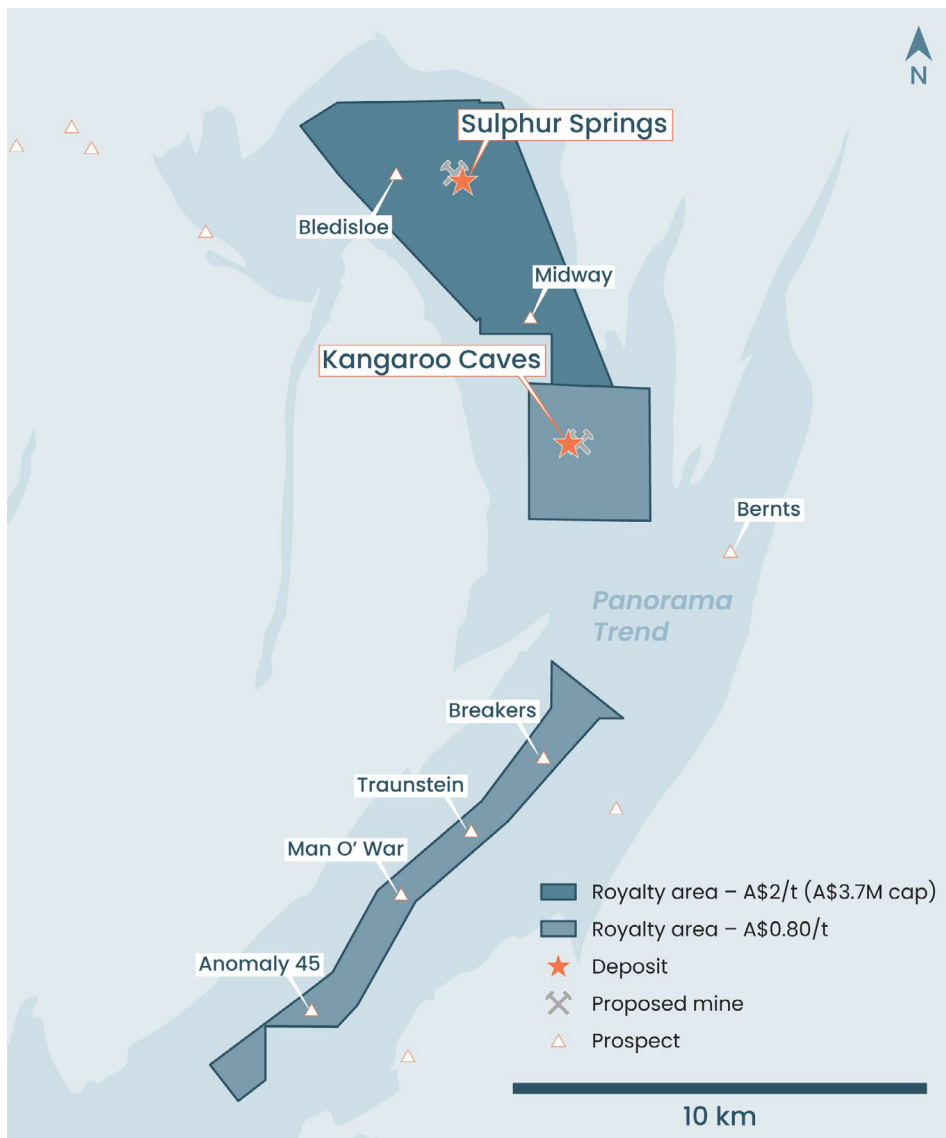 N
Sulphur Springs
Bledisloe
Midway
Kangaroo Caves
Bernts
Panorama
Trend
Breakers
Traunstein
Man O’ War
Anomaly 45
Royalty area – A$2/t (A$3.7M cap)
Royalty area – A$0.80/t
Deposit
Proposed mine
Prospect
10 km